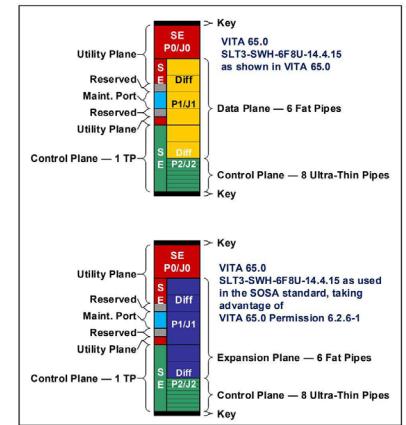 Key
SE
P0/J0
Utility Plane
VITA 65.0
SLT3-SWH-6F8U-14.4.15
as shown in VITA 65.0
S
E
Diff
Reserved
Maint. Port
P1/J1
Reserved
Utility Plane
Data Plane — 6 Fat Pipes
Control Plane — 1 TP
S
E
Diff
P2/J2
Control Plane — 8 Ultra-Thin Pipes
Key
Key
SE
P0/J0
Utility Plane
VITA 65.0
SLT3-SWH-6F8U-14.4.15 as used
in the SOSA standard, taking
advantage of
VITA 65.0 Permission 6.2.6-1
S
E
Diff
Reserved
Maint. Port
P1/J1
Reserved
Utility Plane
Expansion Plane — 6 Fat Pipes
Control Plane — 1 TP
S
E
Diff
P2/J2
Control Plane — 8 Ultra-Thin Pipes
Key